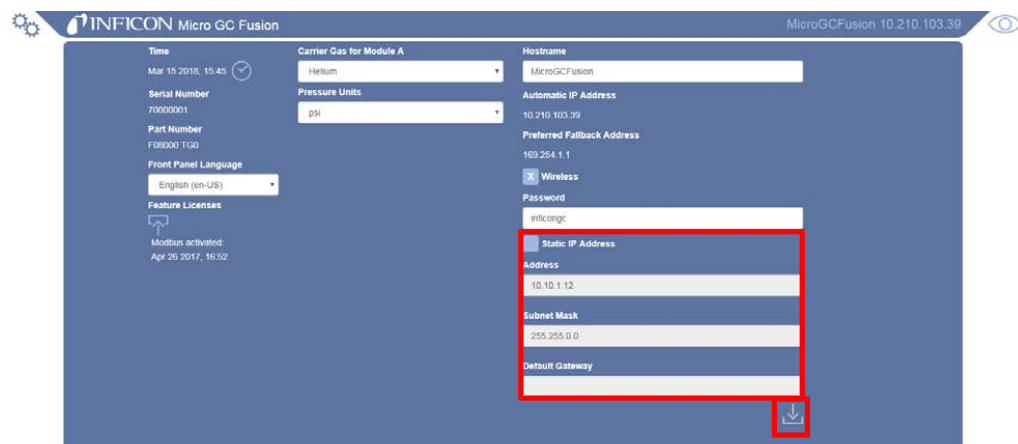 INFICON Micro GC Fusion
MicroGCFusion 10.210.103.39
Time
Mar 15 2018, 15:45
Serial Number
70000001
Part Number
F08000 TG0
Front Panel Language
English (en-US)
Feature Licenses
Modbus activated:
Apr 26 2017, 16:52
Carrier Gas for Module A
Helium
Pressure Units
psi
Hostname
MicroGCFusion
Automatic IP Address
10.210.103.39
Preferred Fallback Address
169.254.1.1
X Wireless
Password
inficongc
Static IP Address
Address
10.10.1.12
Subnet Mask
255.255.0.0
Default Gateway